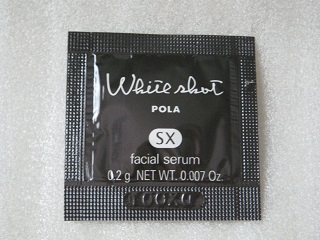 White shot
POLA
SX
facial serum
0.2 g NET WT. 0.007 Oz.